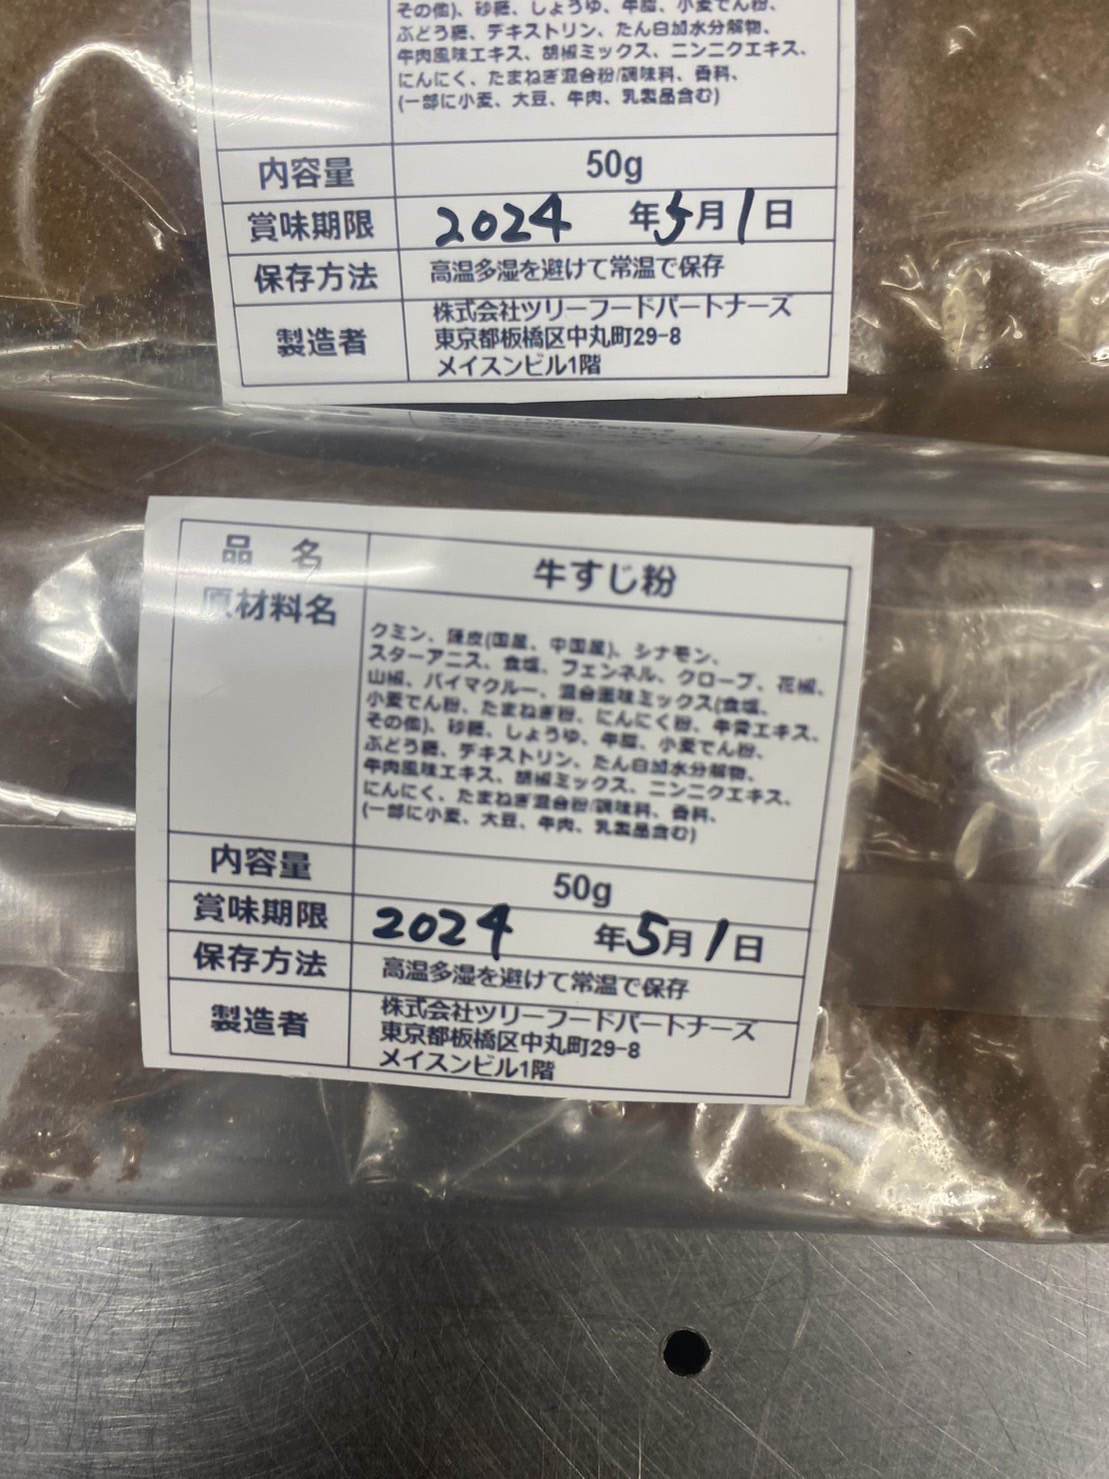 その他)、砂糖、しょうゆ、牛脂、小麦でん粉、
ぶどう糖、デキストリン、たん白加水分解物、
牛肉風味エキス、胡椒ミックス、ニンニクエキス、
にんにく、たまねぎ混合粉/調味料、香料、
(一部に小麦、大豆、牛肉、乳製品含む)
内容量 50g
賞味期限 2024 年5月1日
保存方法 高温多湿を避けて常温で保存
製造者 株式会社ツリーフードパートナーズ
東京都板橋区中丸町29-8
メイスンビル1階
品 名 牛すじ粉
原材料名
クミン、陳皮(国産、中国産)、シナモン、
スターアニス、食塩、フェンネル、クローブ、花椒、
山椒、バイマクルー、混合風味ミックス(食塩、
小麦でん粉、たまねぎ粉、にんにく粉、牛骨エキス、
その他)、砂糖、しょうゆ、牛脂、小麦でん粉、
ぶどう糖、デキストリン、たん白加水分解物、
牛肉風味エキス、胡椒ミックス、ニンニクエキス、
にんにく、たまねぎ混合粉/調味料、香料、
(一部に小麦、大豆、牛肉、乳製品含む)
内容量 50g
賞味期限 2024 年5月1日
保存方法 高温多湿を避けて常温で保存
製造者 株式会社ツリーフードパートナーズ
東京都板橋区中丸町29-8
メイスンビル1階